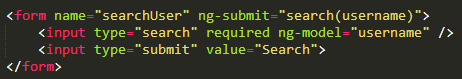 <form name="searchUser" ng-submit="search(username)">
<input type="search" required ng-model="username" />
<input type="submit" value="Search">
</form>